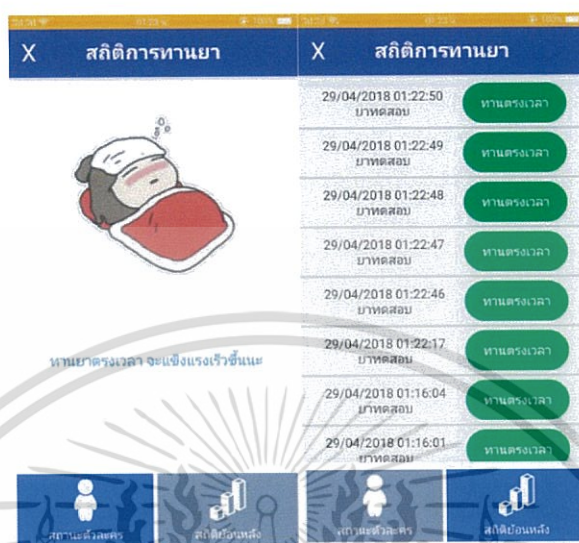 01:23 น.
100%
01:23 น.
100%
X
สถิติการทานยา
ทานยาตรงเวลา จะแข็งแรงเร็วขึ้นนะ
สถานะตัวละคร
สถิติย้อนหลัง
X
สถิติการทานยา
29/04/2018 01:22:50
ยาทดสอบ
ทานตรงเวลา
29/04/2018 01:22:49
ยาทดสอบ
ทานตรงเวลา
29/04/2018 01:22:48
ยาทดสอบ
ทานตรงเวลา
29/04/2018 01:22:47
ยาทดสอบ
ทานตรงเวลา
29/04/2018 01:22:46
ยาทดสอบ
ทานตรงเวลา
29/04/2018 01:22:17
ยาทดสอบ
ทานตรงเวลา
29/04/2018 01:16:04
ยาทดสอบ
ทานตรงเวลา
29/04/2018 01:16:01
ยาทดสอบ
ทานตรงเวลา
สถานะตัวละคร
สถิติย้อนหลัง